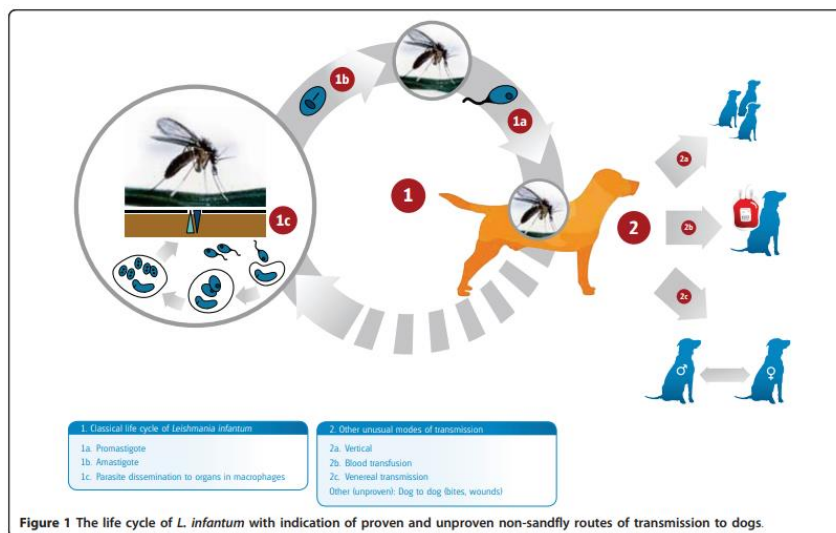 1b
1a
1
1c
2
2a
2b
2c
♂
♀
1. Classical life cycle of Leishmania infantum
1a. Promastigote
1b. Amastigote
1c. Parasite dissemination to organs in macrophages
2. Other unusual modes of transmission
2a. Vertical
2b. Blood transfusion
2c. Venereal transmission
Other (unproven): Dog to dog (bites, wounds)
Figure 1 The life cycle of L. infantum with indication of proven and unproven non-sandfly routes of transmission to dogs.